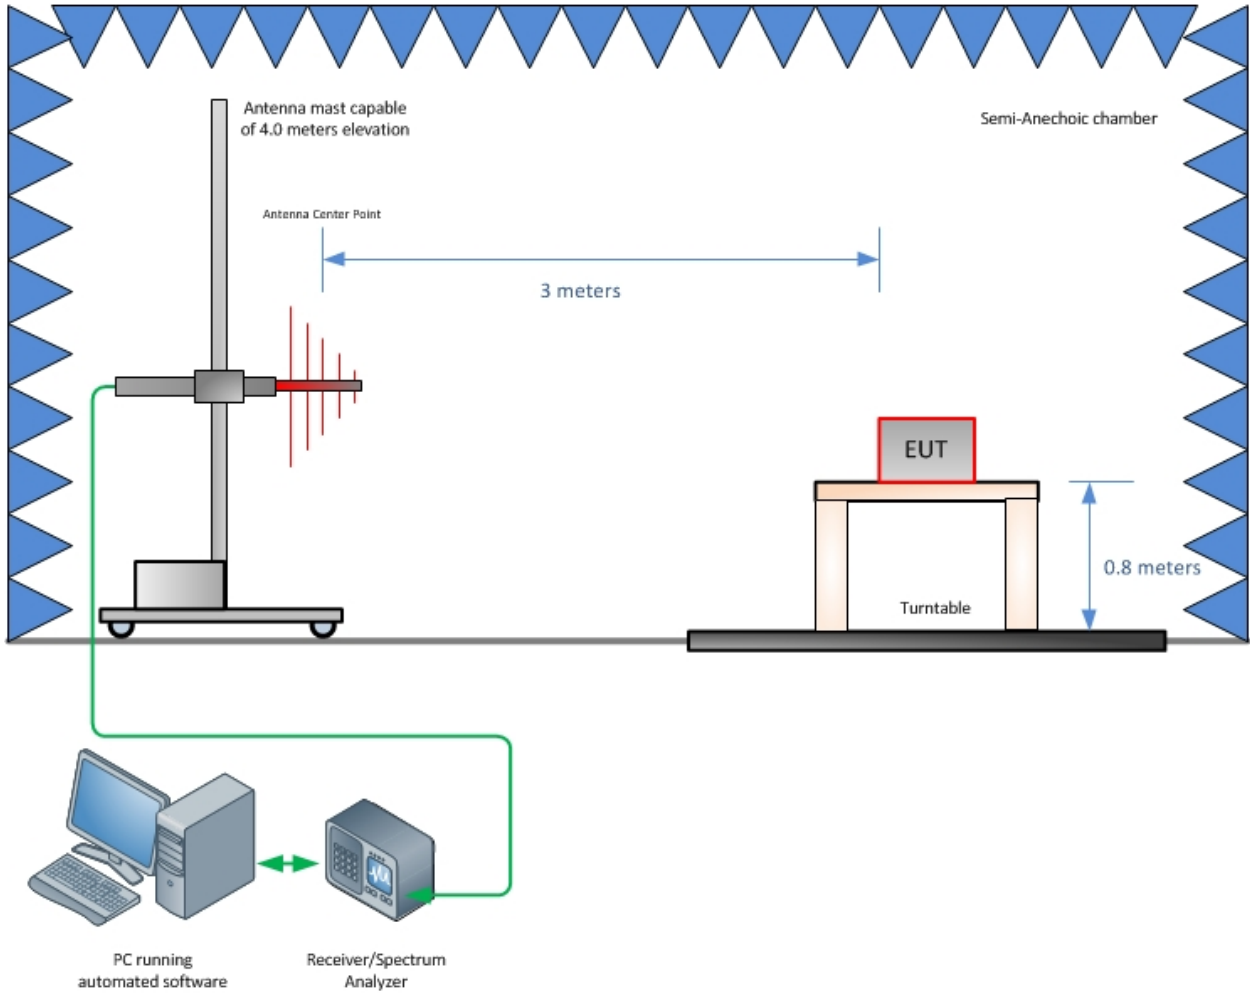 Antenna mast capable
of 4.0 meters elevation
Semi-Anechoic chamber
Antenna Center Point
3 meters
EUT
0.8 meters
Turntable
PC running
automated software
Receiver/Spectrum
Analyzer